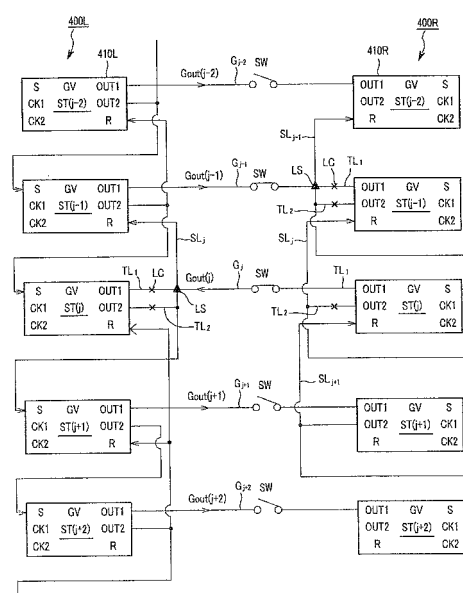 400L
400R
410L
410R
S GV OUT1
CK1 ST(j-2) OUT2
CK2 R
Gout(j-2)
Gj-2
SW
OUT1 GV S
OUT2 ST(j-2) CK1
R CK2
SLj-1
S GV OUT1
CK1 ST(j-1) OUT2
CK2 R
Gout(j-1)
Gj-1
SW
LS
LC
TL1
TL2
OUT1 GV S
OUT2 ST(j-1) CK1
R CK2
SLj
SLj
S GV OUT1
CK1 ST(j) OUT2
CK2 R
TL1
LC
LS
TL2
Gout(j)
Gj
SW
TL1
TL2
OUT1 GV S
OUT2 ST(j) CK1
R CK2
SLj+1
S GV OUT1
CK1 ST(j+1) OUT2
CK2 R
Gout(j+1)
Gj+1
SW
OUT1 GV S
OUT2 ST(j+1) CK1
R CK2
S GV OUT1
CK1 ST(j+2) OUT2
CK2 R
Gout(j+2)
Gj+2
SW
OUT1 GV S
OUT2 ST(j+2) CK1
R CK2